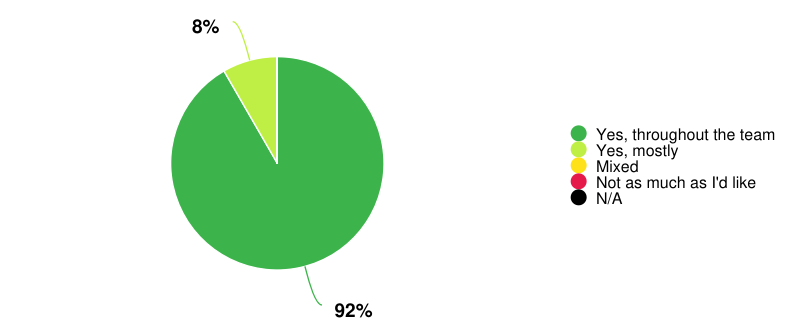 8%
Yes, throughout the team
Yes, mostly
Mixed
Not as much as I'd like
N/A
92%